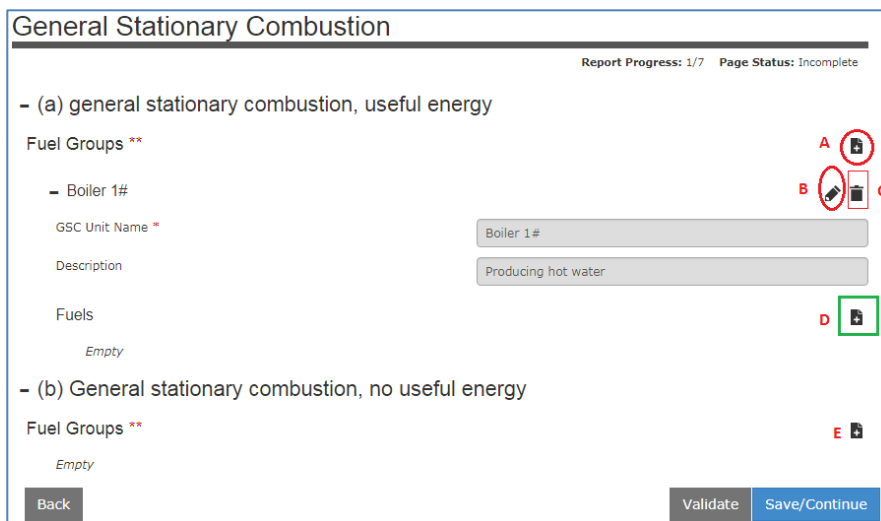 General Stationary Combustion
Report Progress: 1/7 Page Status: Incomplete
– (a) general stationary combustion, useful energy
Fuel Groups ** A
– Boiler 1# B
GSC Unit Name * Boiler 1#
Description Producing hot water
Fuels D
Empty
– (b) General stationary combustion, no useful energy
Fuel Groups ** E
Empty
Back Validate Save/Continue